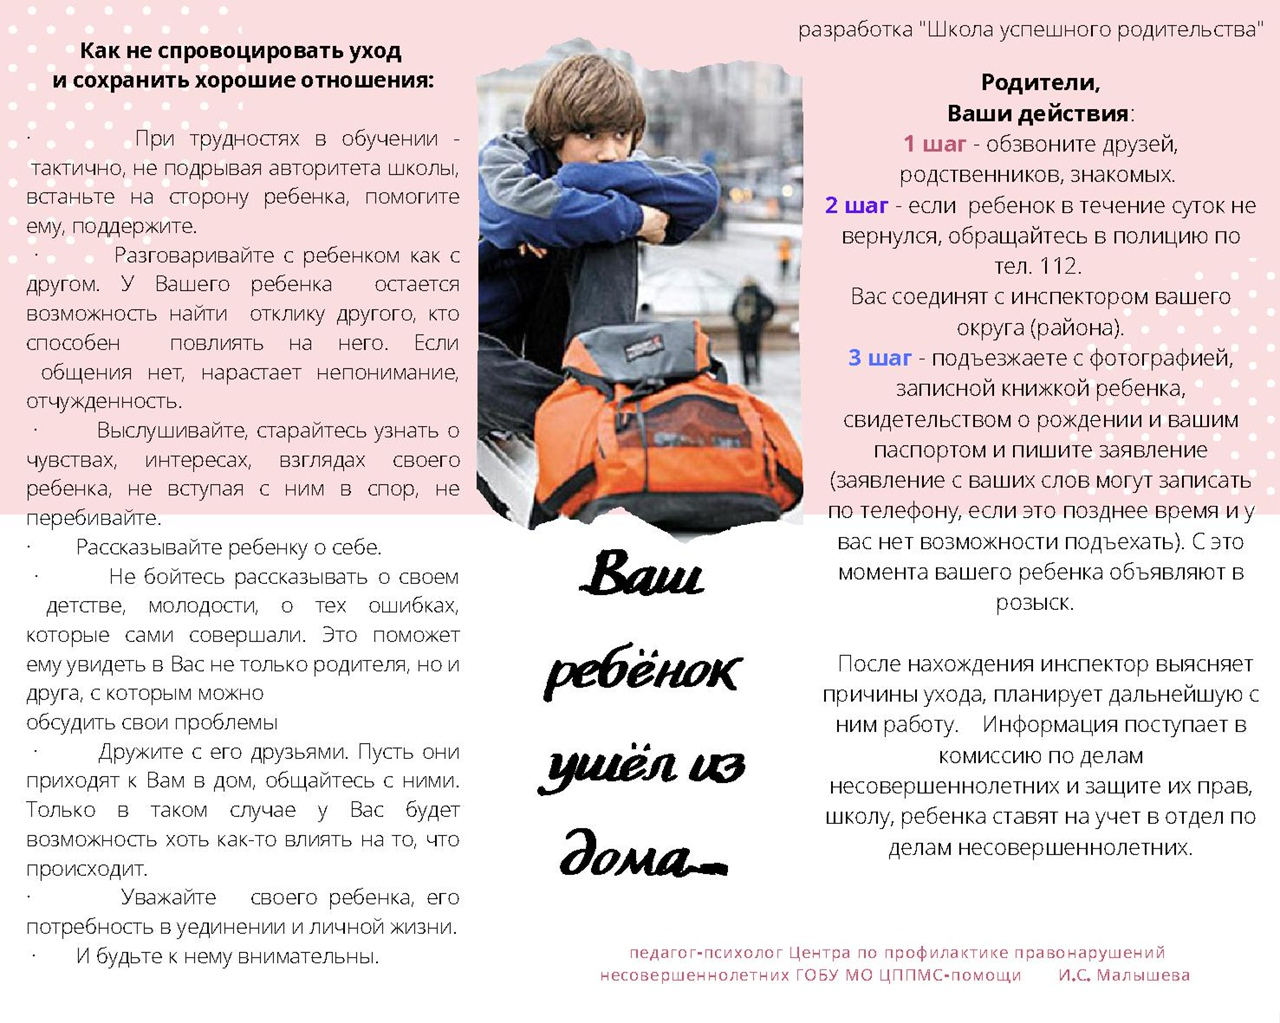 разработка "Школа успешного родительства"
Как не спровоцировать уход
и сохранить хорошие отношения:
· При трудностях в обучении -
тактично, не подрывая авторитета школы,
встаньте на сторону ребенка, помогите
ему, поддержите.
· Разговаривайте с ребенком как с
другом. У Вашего ребенка остается
возможность найти отклику другого, кто
способен повлиять на него. Если
общения нет, нарастает непонимание,
отчужденность.
· Выслушивайте, старайтесь узнать о
чувствах, интересах, взглядах своего
ребенка, не вступая с ним в спор, не
перебивайте.
· Рассказывайте ребенку о себе.
· Не бойтесь рассказывать о своем
детстве, молодости, о тех ошибках,
которые сами совершали. Это поможет
ему увидеть в Вас не только родителя, но и
друга, с которым можно
обсудить свои проблемы
· Дружите с его друзьями. Пусть они
приходят к Вам в дом, общайтесь с ними.
Только в таком случае у Вас будет
возможность хоть как-то влиять на то, что
происходит.
· Уважайте своего ребенка, его
потребность в уединении и личной жизни.
· И будьте к нему внимательны.
Ваш
ребёнок
ушёл из
дома...
Родители,
Ваши действия:
1 шаг - обзвоните друзей,
родственников, знакомых.
2 шаг - если ребенок в течение суток не
вернулся, обращайтесь в полицию по
тел. 112.
Вас соединят с инспектором вашего
округа (района).
3 шаг - подъезжаете с фотографией,
записной книжкой ребенка,
свидетельством о рождении и вашим
паспортом и пишите заявление
(заявление с ваших слов могут записать
по телефону, если это позднее время и у
вас нет возможности подъехать). С это
момента вашего ребенка объявляют в
розыск.
После нахождения инспектор выясняет
причины ухода, планирует дальнейшую с
ним работу. Информация поступает в
комиссию по делам
несовершеннолетних и защите их прав,
школу, ребенка ставят на учет в отдел по
делам несовершеннолетних.
педагог-психолог Центра по профилактике правонарушений
несовершеннолетних ГОБУ МО ЦППМС-помощи И.С. Малышева